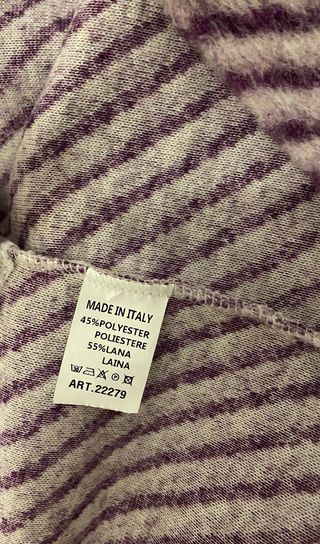 MADE IN ITALY
45%POLYESTER
POLIESTERE
55%LANA
LAINA
ART.22279